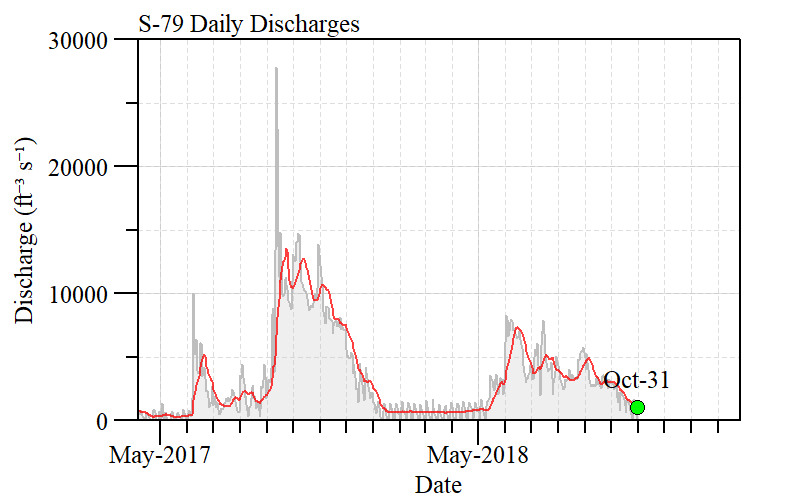 S-79 Daily Discharges
30000
20000
10000
0
Discharge (ft⁻³ s⁻¹)
Oct-31
May-2017
May-2018
Date